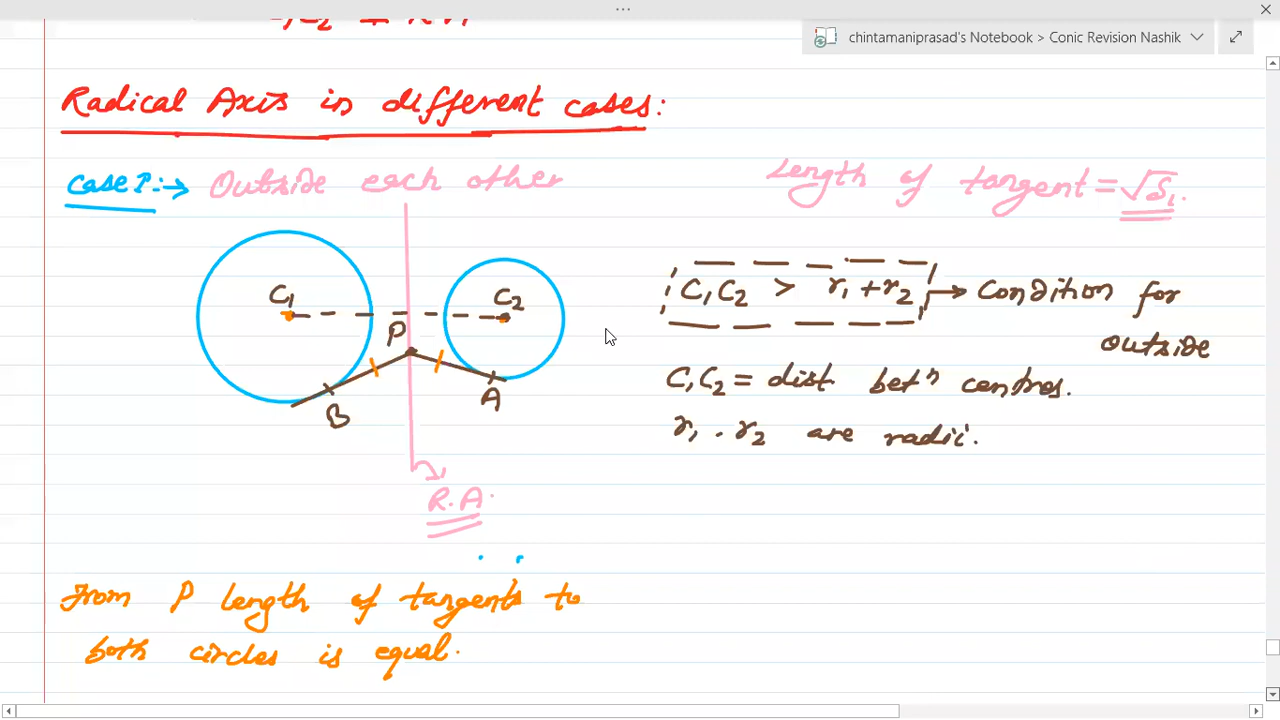 chintamaniprasad's Notebook > Conic Revision Nashik
Radical Axis in different cases:
Case I:→ Outside each other
Length of tangent = √S₁.
C₁
C₂
P
B
A
R.A.
C₁C₂ > r₁ + r₂ → Condition for
outside
C₁C₂ = dist betⁿ centres.
r₁ . r₂ are radii.
From P length of tangents to
both circles is equal.